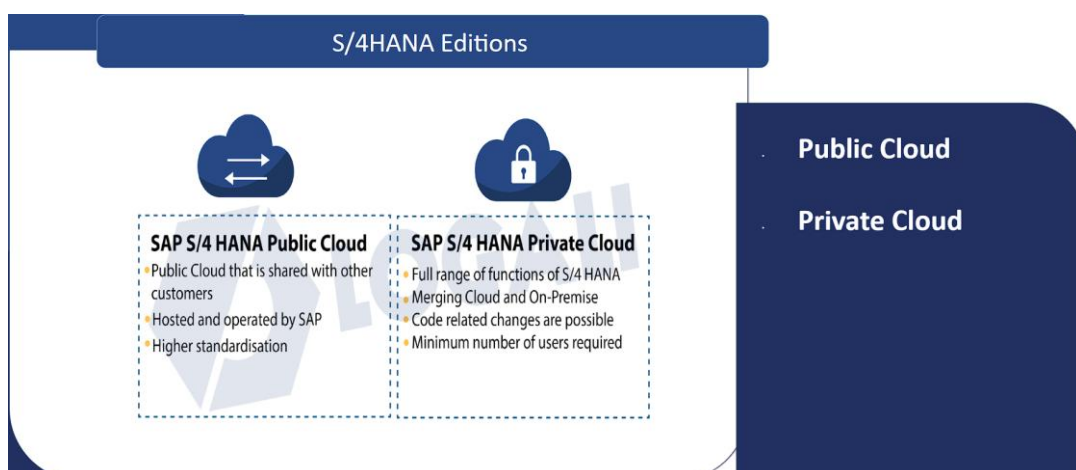 S/4HANA Editions
SAP S/4 HANA Public Cloud
Public Cloud that is shared with other
customers
Hosted and operated by SAP
Higher standardisation
SAP S/4 HANA Private Cloud
Full range of functions of S/4 HANA
Merging Cloud and On-Premise
Code related changes are possible
Minimum number of users required
LOGALI
Public Cloud
Private Cloud